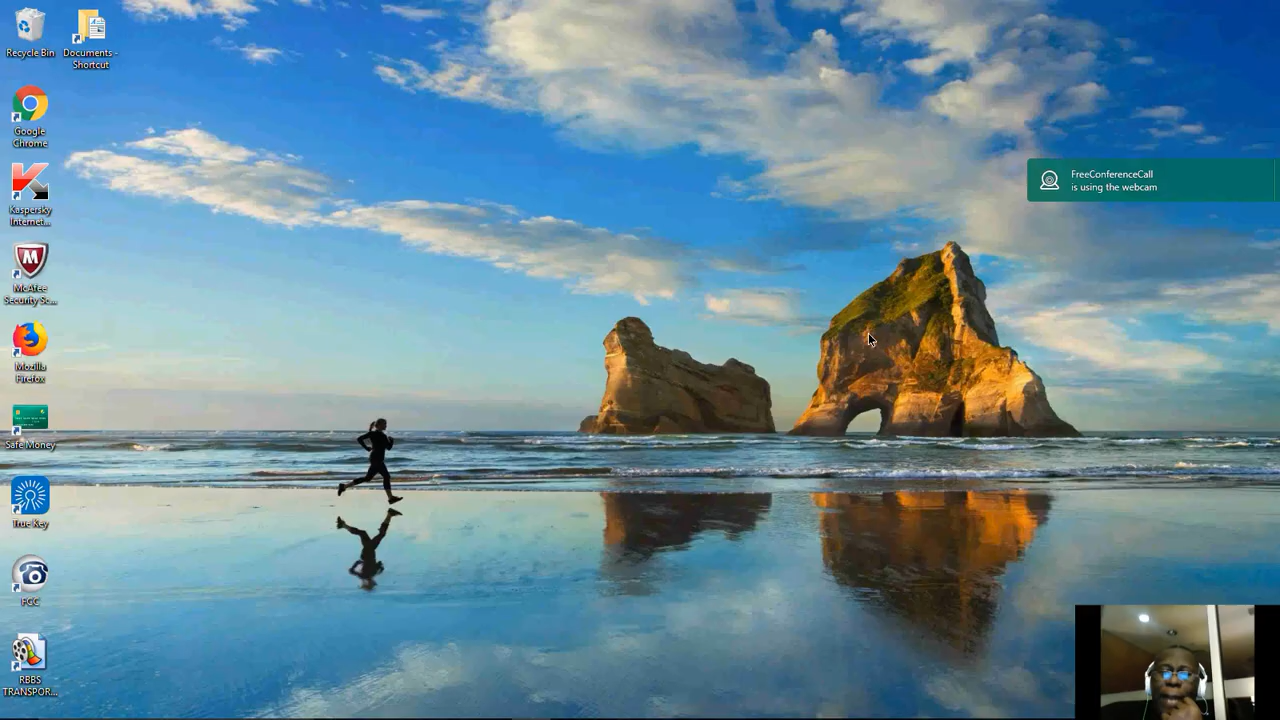 Recycle Bin
Documents -
Shortcut
Google
Chrome
Kaspersky
Internet...
McAfee
Security Sc...
Mozilla
Firefox
Safe Money
True Key
FCC
RBBS
TRANSPOR...
FreeConferenceCall
is using the webcam